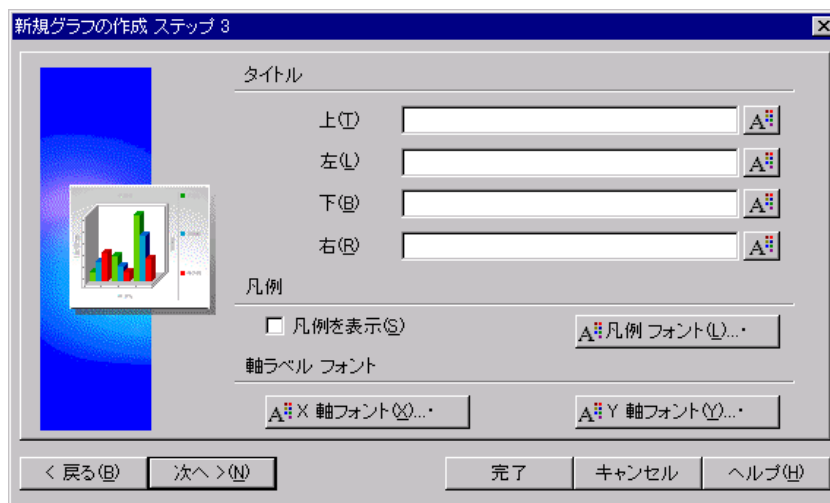 新規グラフの作成 ステップ 3
タイトル
上(T)
左(L)
下(B)
右(R)
凡例
凡例を表示(S)
A 凡例 フォント(L)...・
軸ラベル フォント
A X 軸フォント(X)...・
A Y 軸フォント(Y)...・
< 戻る(B)
次へ >(N)
完了
キャンセル
ヘルプ(H)